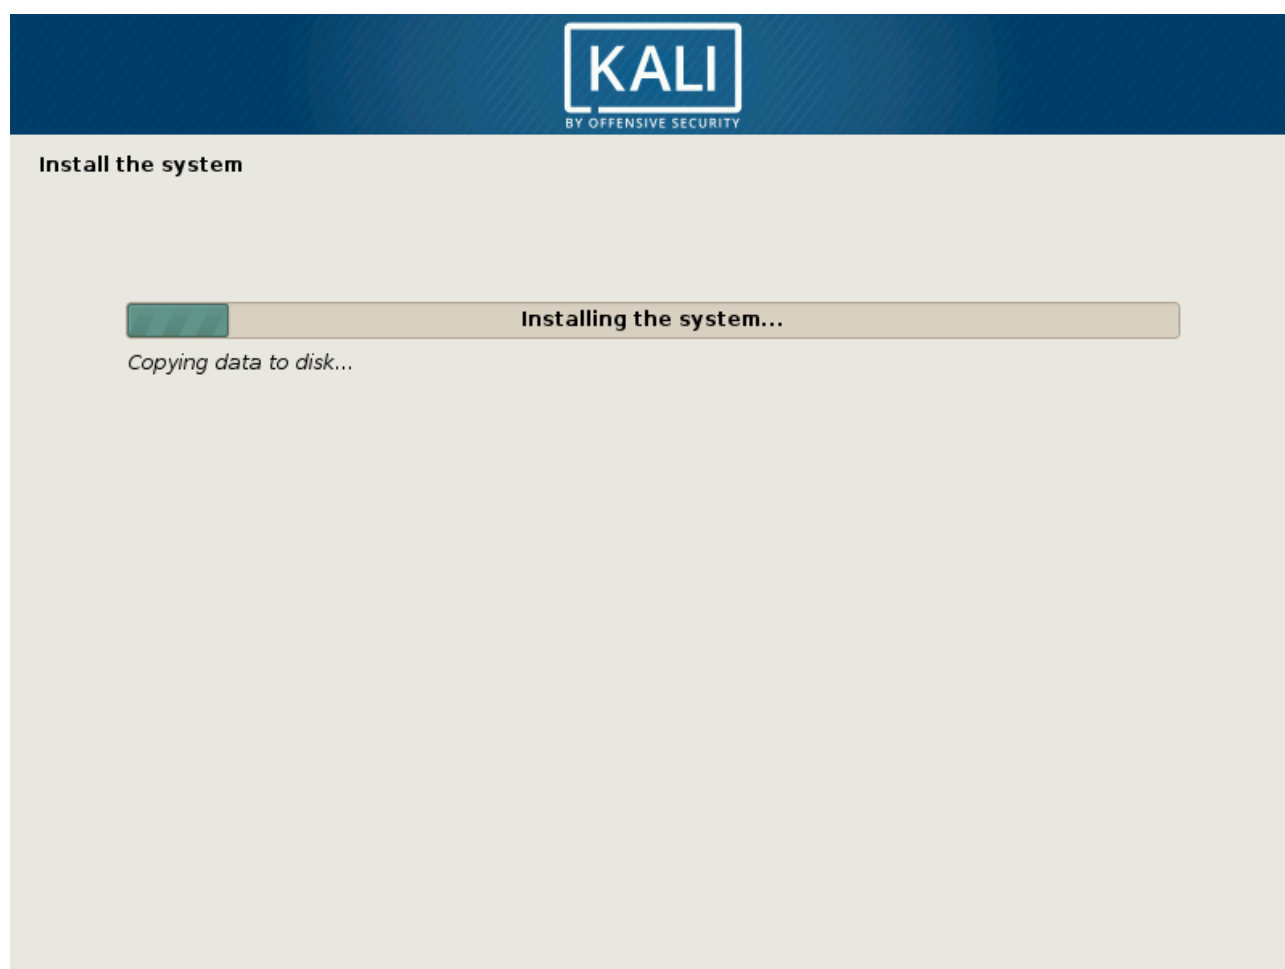 KALI
BY OFFENSIVE SECURITY
Install the system
Installing the system...
Copying data to disk...